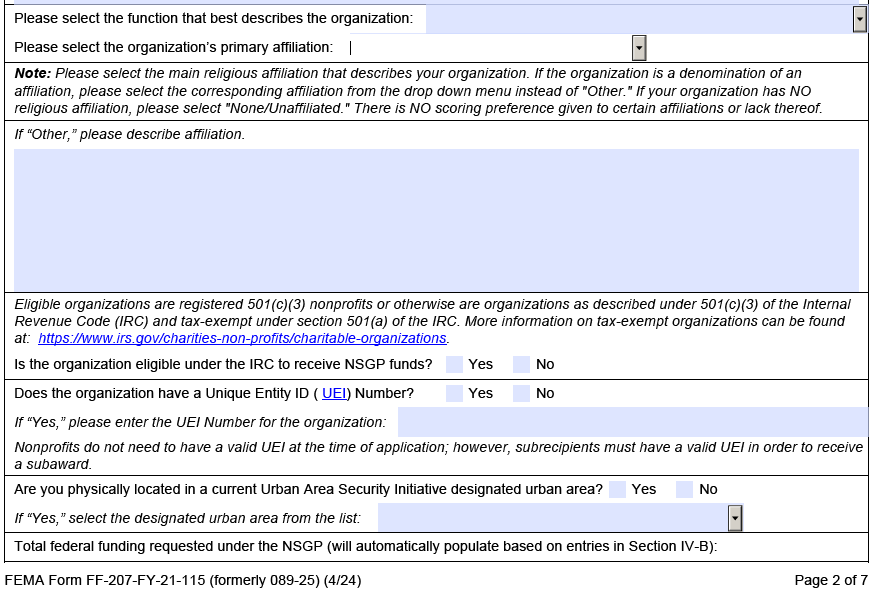 Please select the function that best describes the organization:
Please select the organization's primary affiliation:
Note: Please select the main religious affiliation that describes your organization. If the organization is a denomination of an
affiliation, please select the corresponding affiliation from the drop down menu instead of "Other." If your organization has NO
religious affiliation, please select "None/Unaffiliated." There is NO scoring preference given to certain affiliations or lack thereof.
If “Other,” please describe affiliation.
Eligible organizations are registered 501(c)(3) nonprofits or otherwise are organizations as described under 501(c)(3) of the Internal
Revenue Code (IRC) and tax-exempt under section 501(a) of the IRC. More information on tax-exempt organizations can be found
at: https://www.irs.gov/charities-non-profits/charitable-organizations.
Is the organization eligible under the IRC to receive NSGP funds? Yes No
Does the organization have a Unique Entity ID ( UEI) Number? Yes No
If “Yes,” please enter the UEI Number for the organization:
Nonprofits do not need to have a valid UEI at the time of application; however, subrecipients must have a valid UEI in order to receive
a subaward.
Are you physically located in a current Urban Area Security Initiative designated urban area? Yes No
If “Yes,” select the designated urban area from the list:
Total federal funding requested under the NSGP (will automatically populate based on entries in Section IV-B):
FEMA Form FF-207-FY-21-115 (formerly 089-25) (4/24) Page 2 of 7